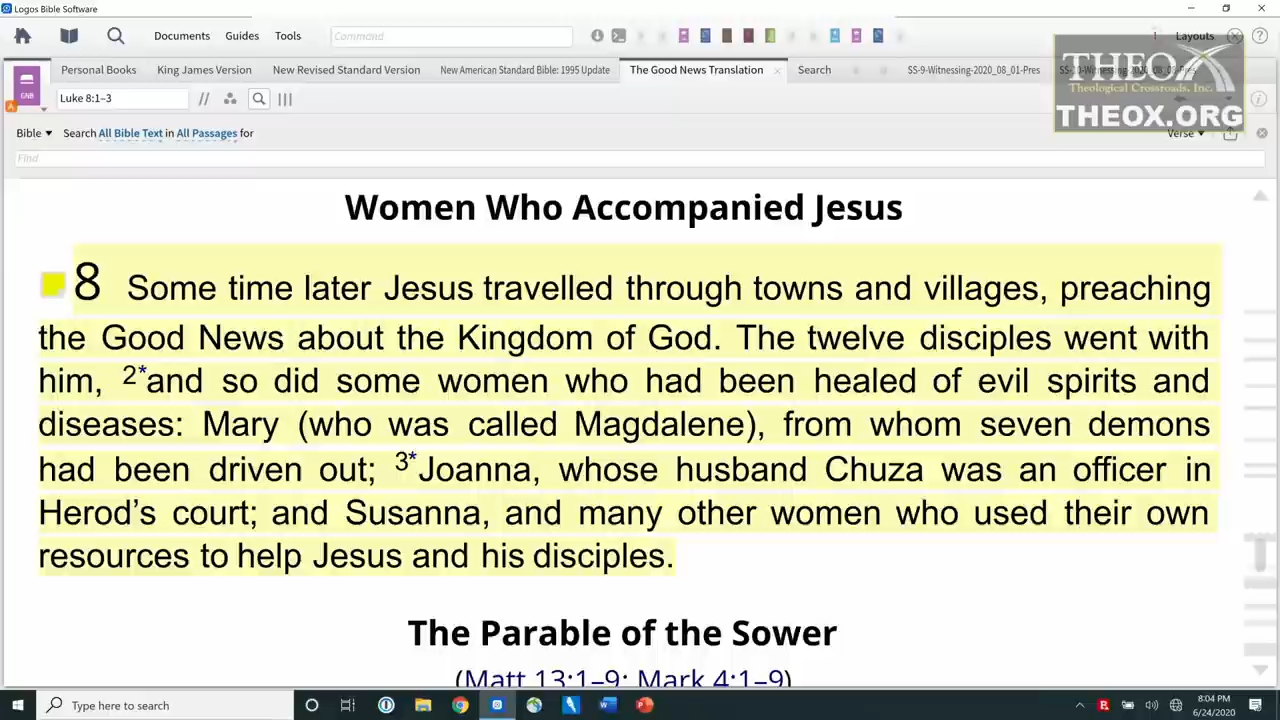 Logos Bible Software
Documents Guides Tools Command Layouts
THEOX
Theological Crossroads, Inc.
THEOX.ORG
Personal Books King James Version New Revised Stan American Standard Bible: 1995 Update The Good News Translation Search SS-9-Witnessing-2020_08_01-Pres
GNB Luke 8:1–3
Bible Search All Bible Text in All Passages for Verse
Find
Women Who Accompanied Jesus
8 Some time later Jesus travelled through towns and villages, preaching
the Good News about the Kingdom of God. The twelve disciples went with
him, 2*and so did some women who had been healed of evil spirits and
diseases: Mary (who was called Magdalene), from whom seven demons
had been driven out; 3*Joanna, whose husband Chuza was an officer in
Herod’s court; and Susanna, and many other women who used their own
resources to help Jesus and his disciples.
The Parable of the Sower
(Matt 13:1–9; Mark 4:1–9)
Type here to search
8:04 PM
6/24/2020